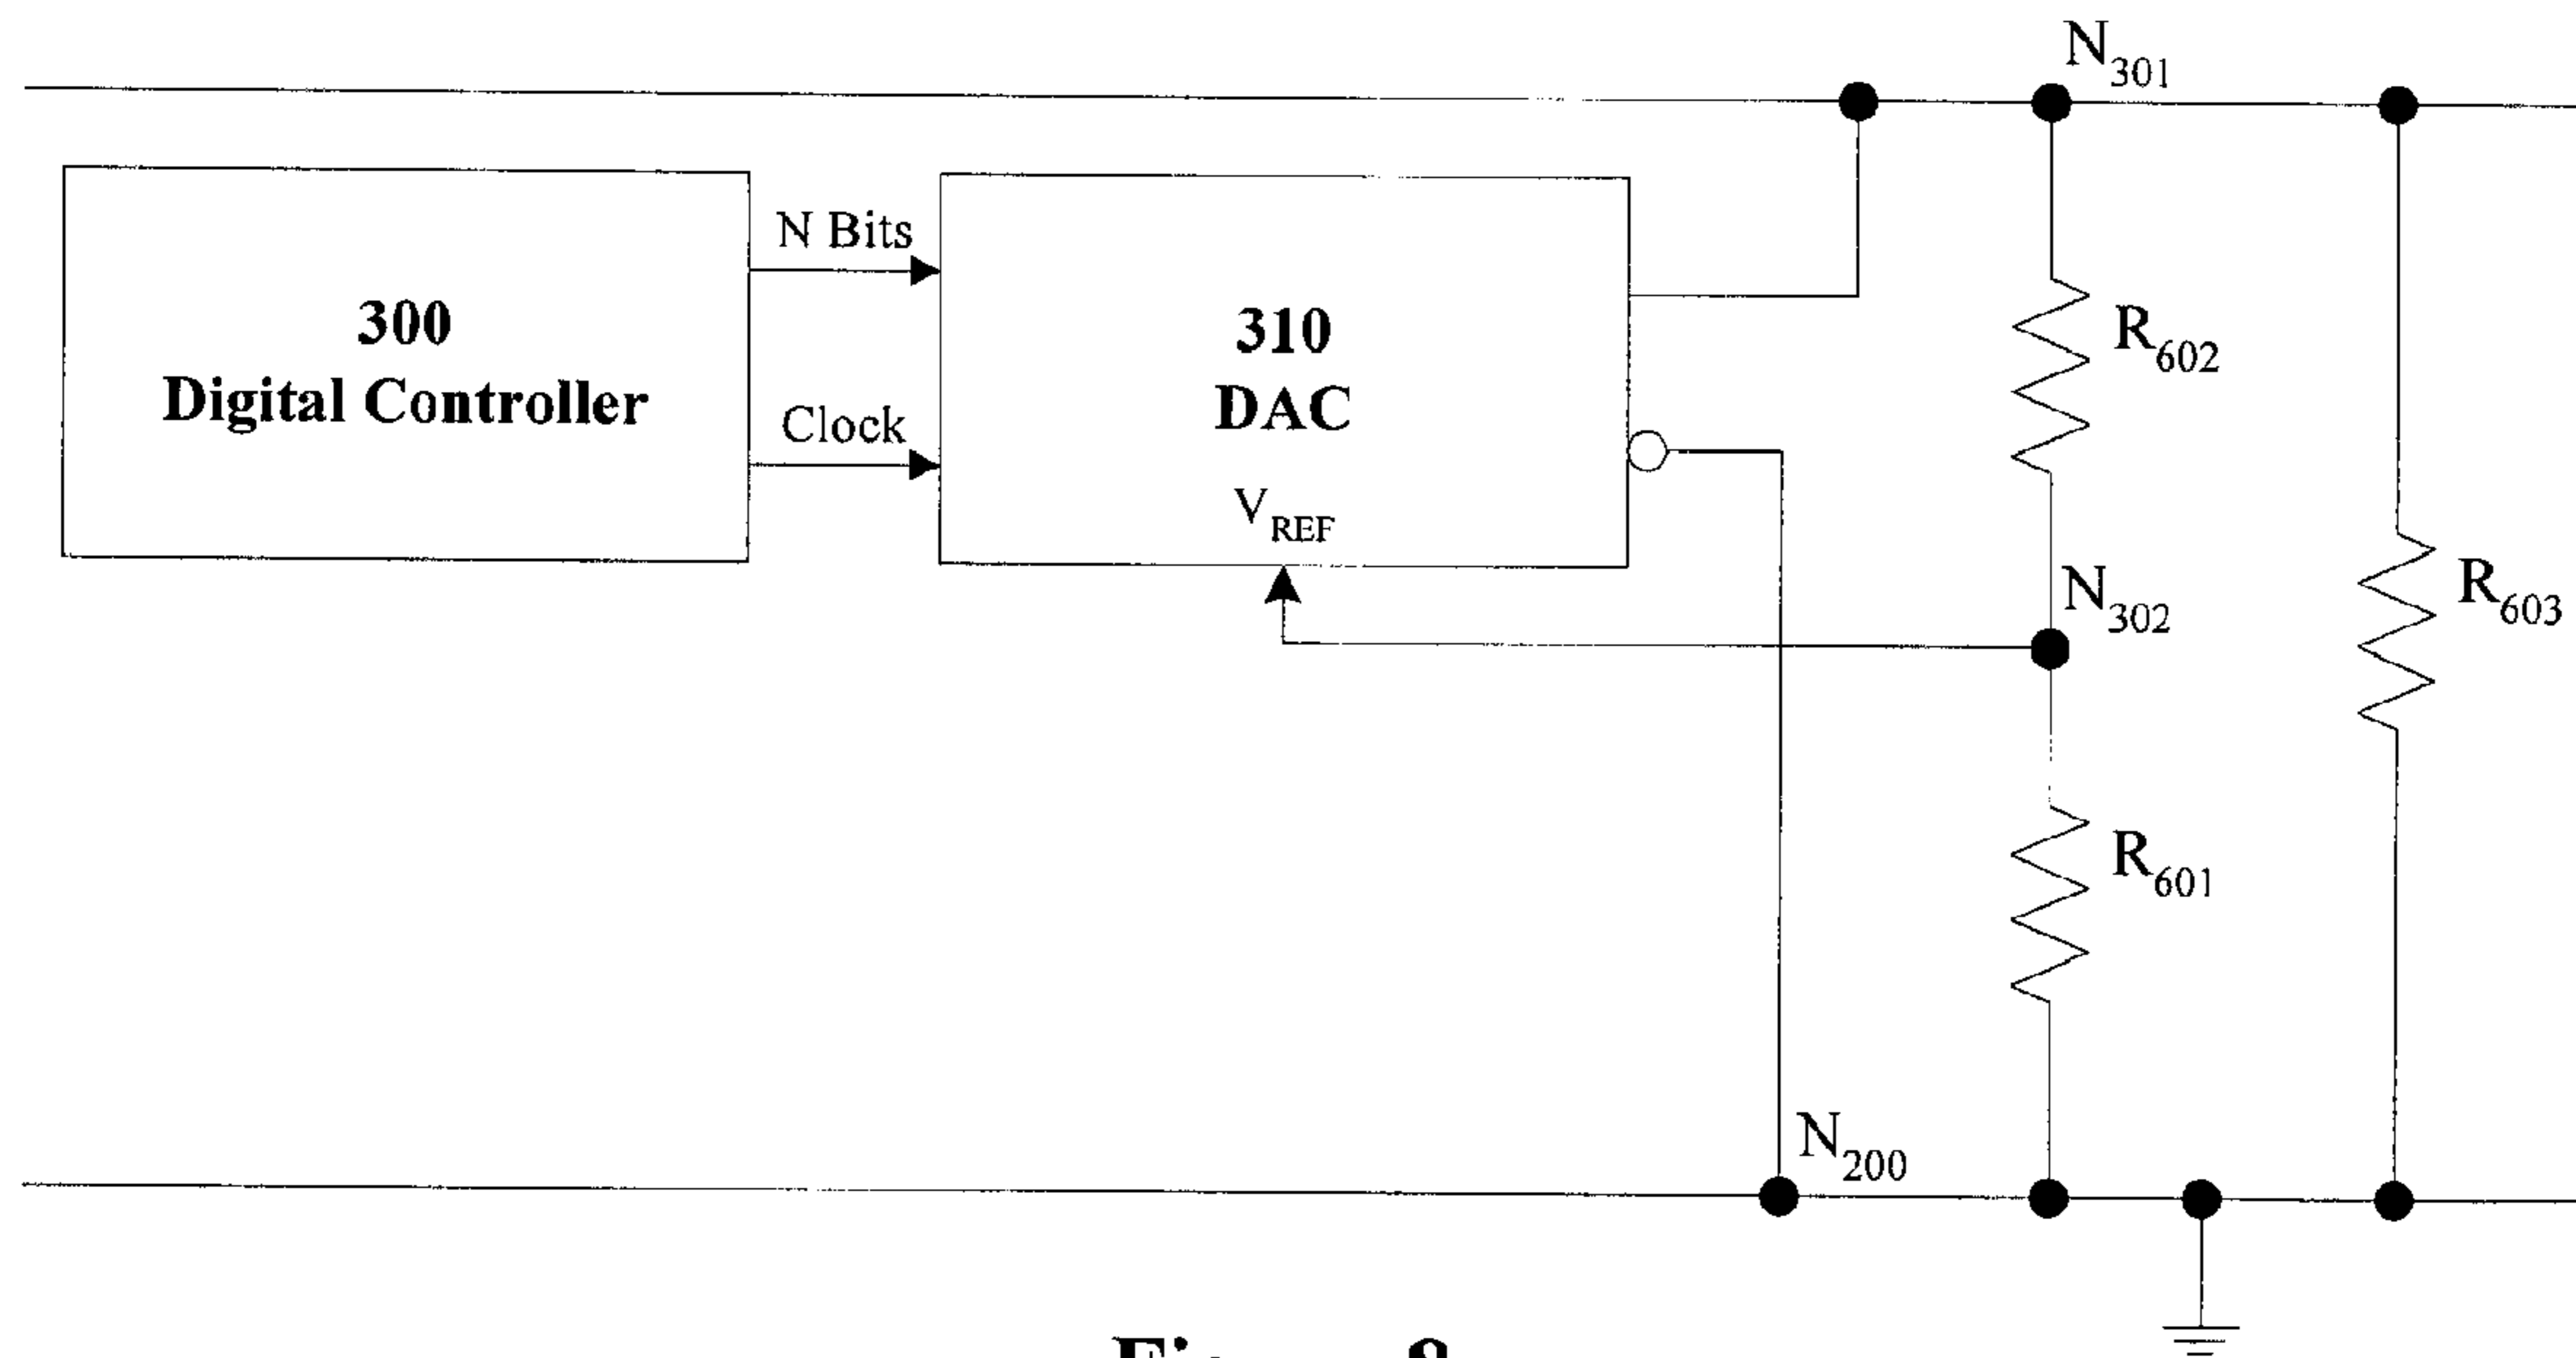 N301
N Bits
300
Digital Controller
Clock
310
DAC
VREF
R602
N302
R603
R601
N200